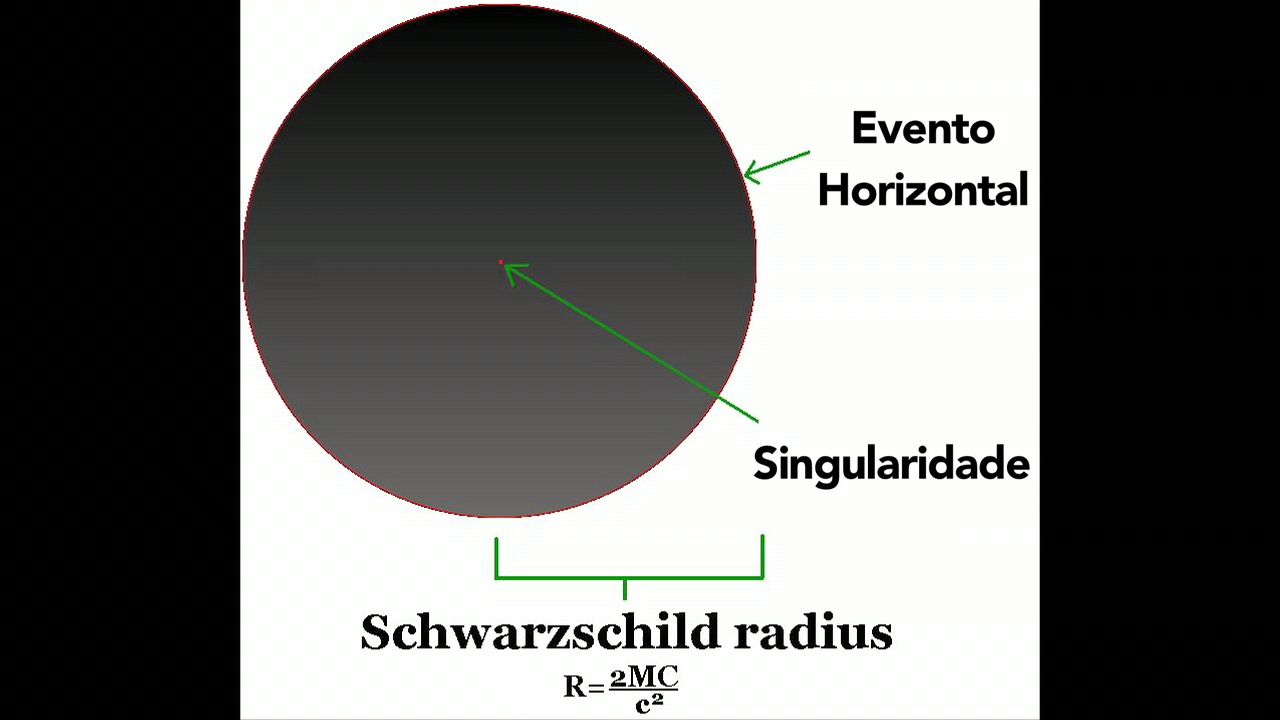 Evento
Horizontal
Singularidade
Schwarzschild radius
R=2MC/c²